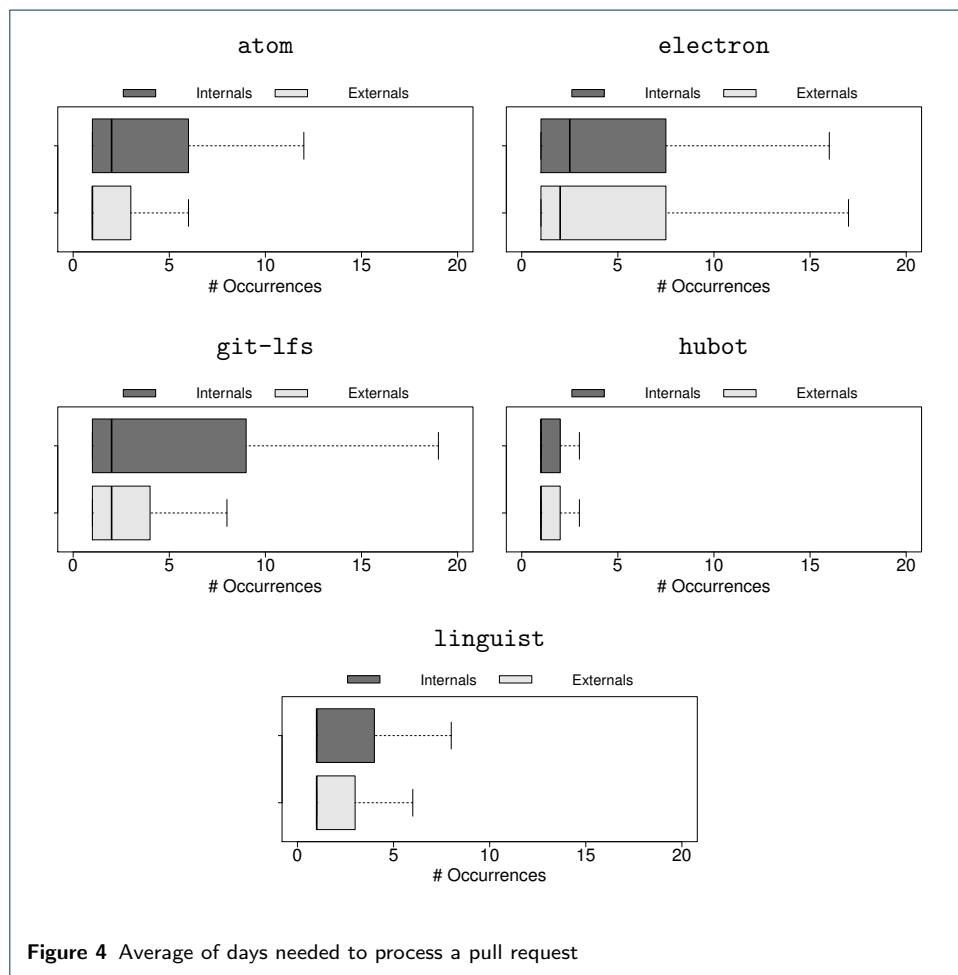 atom
Internals Externals
0 5 10 15 20
# Occurrences
electron
Internals Externals
0 5 10 15 20
# Occurrences
git-lfs
Internals Externals
0 5 10 15 20
# Occurrences
hubot
Internals Externals
0 5 10 15 20
# Occurrences
linguist
Internals Externals
0 5 10 15 20
# Occurrences
Figure 4 Average of days needed to process a pull request